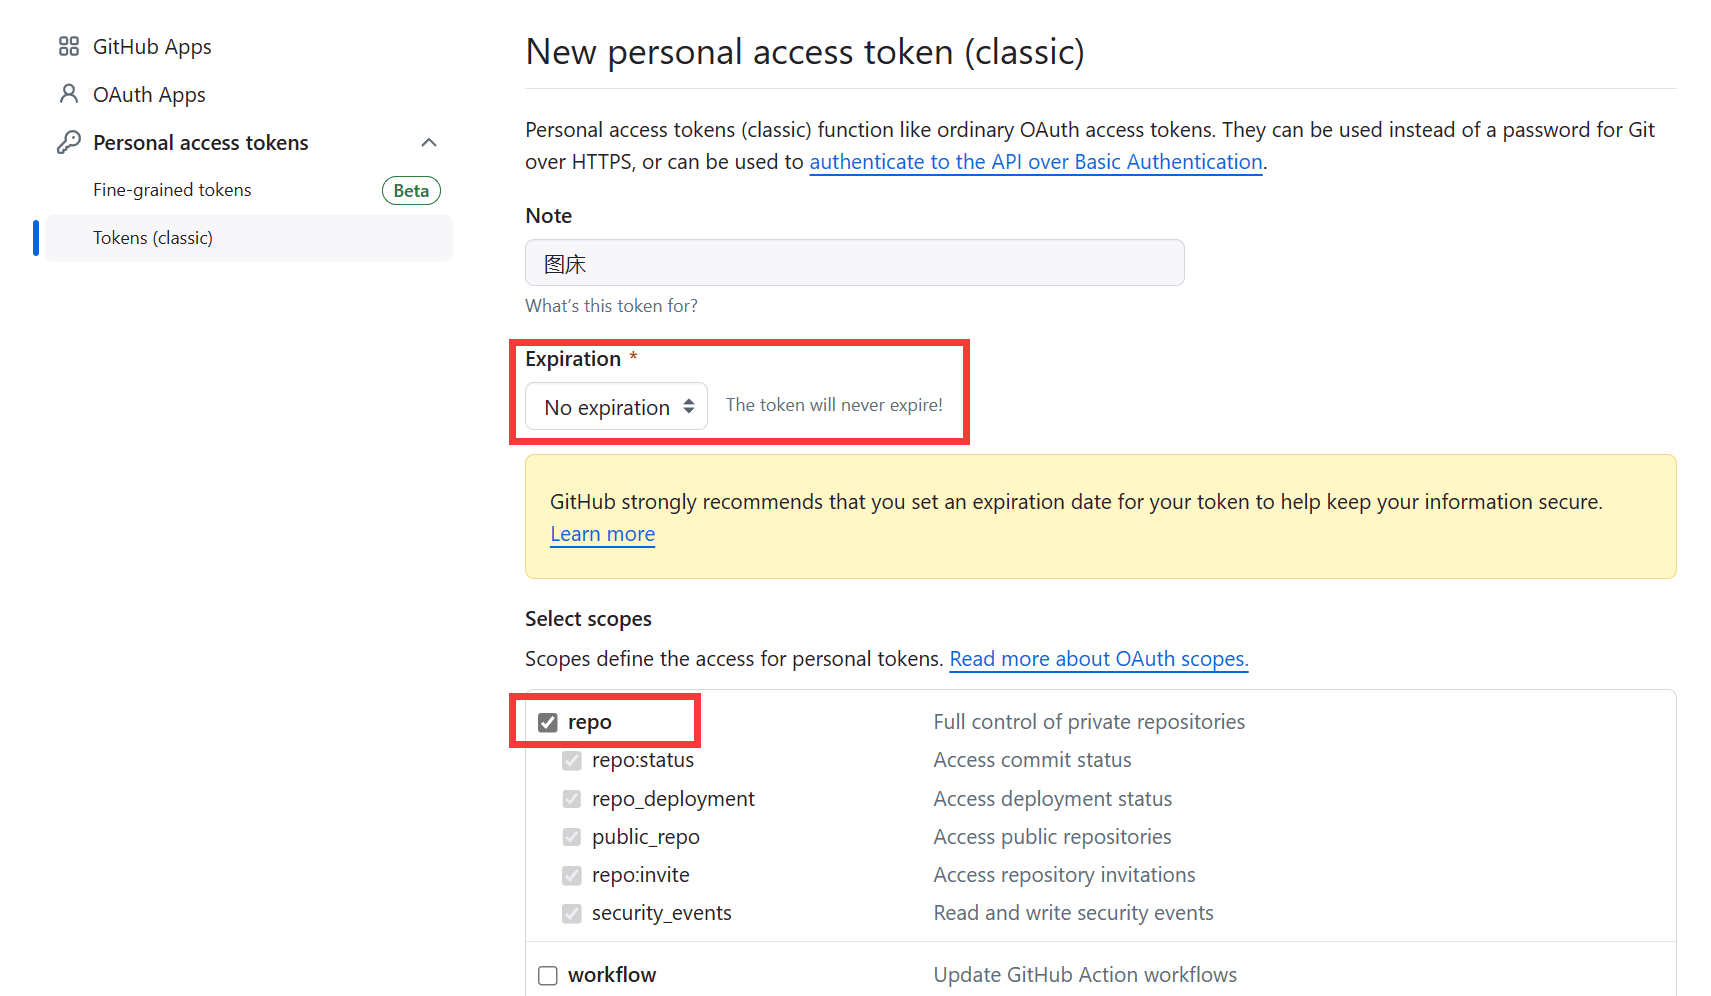 GitHub Apps
OAuth Apps
Personal access tokens
Fine-grained tokens Beta
Tokens (classic)
New personal access token (classic)
Personal access tokens (classic) function like ordinary OAuth access tokens. They can be used instead of a password for Git
over HTTPS, or can be used to authenticate to the API over Basic Authentication.
Note
图床
What's this token for?
Expiration *
No expiration The token will never expire!
GitHub strongly recommends that you set an expiration date for your token to help keep your information secure.
Learn more
Select scopes
Scopes define the access for personal tokens. Read more about OAuth scopes.
repo Full control of private repositories
repo:status Access commit status
repo_deployment Access deployment status
public_repo Access public repositories
repo:invite Access repository invitations
security_events Read and write security events
workflow Update GitHub Action workflows